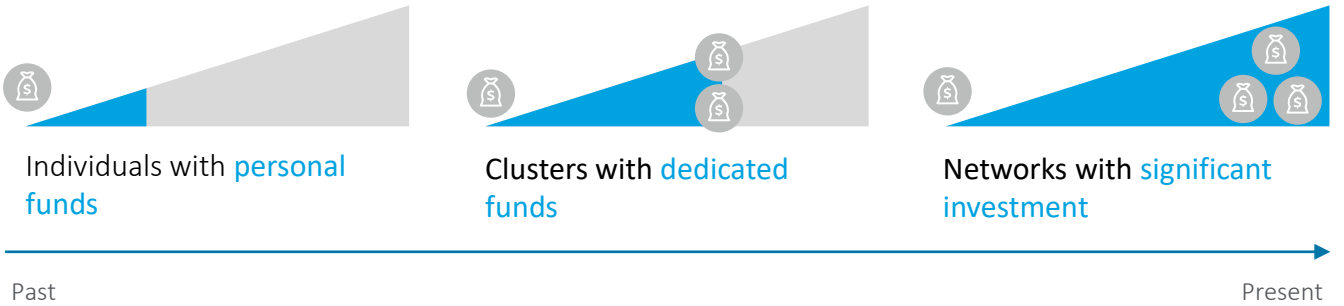 Individuals with personal
funds
Clusters with dedicated
funds
Networks with significant
investment
Past
Present